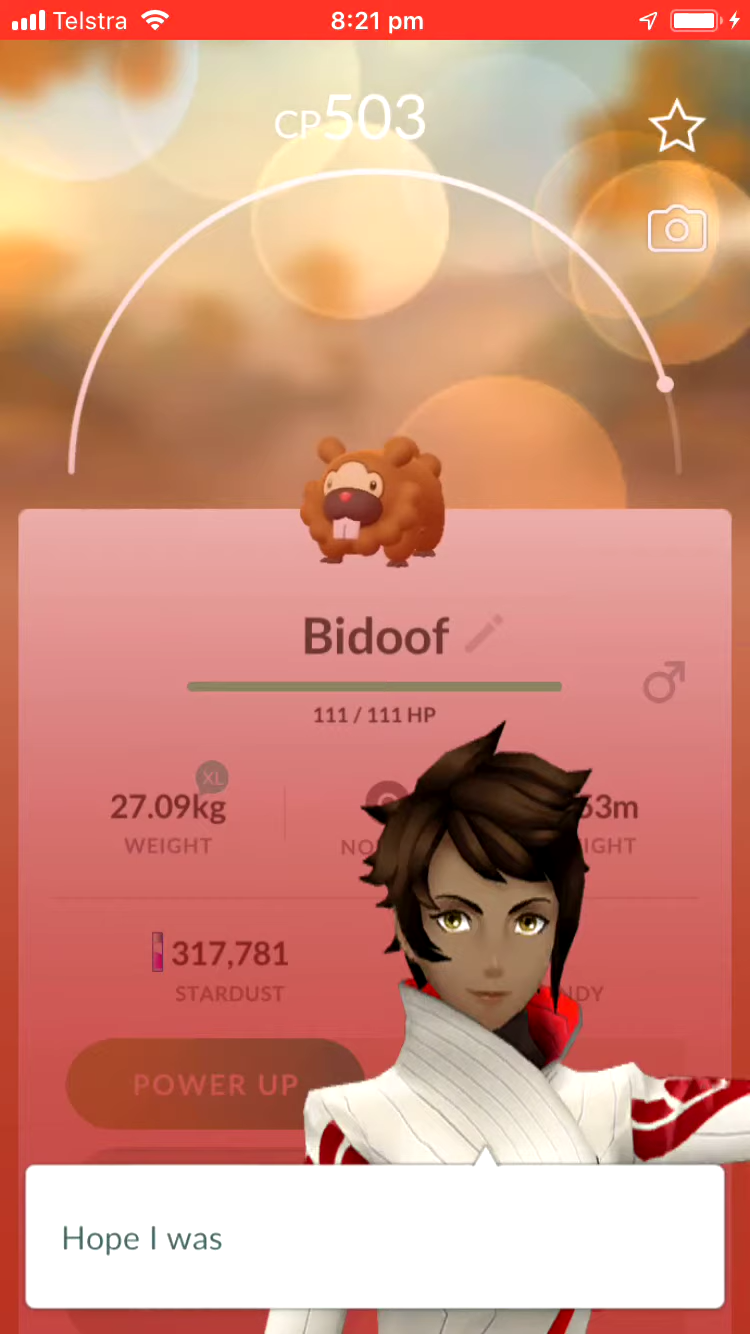 Telstra 8:21 pm
CP503
Bidoof
111 / 111 HP
XL
27.09kg
WEIGHT
63m
317,781
STARDUST
POWER UP
Hope I was